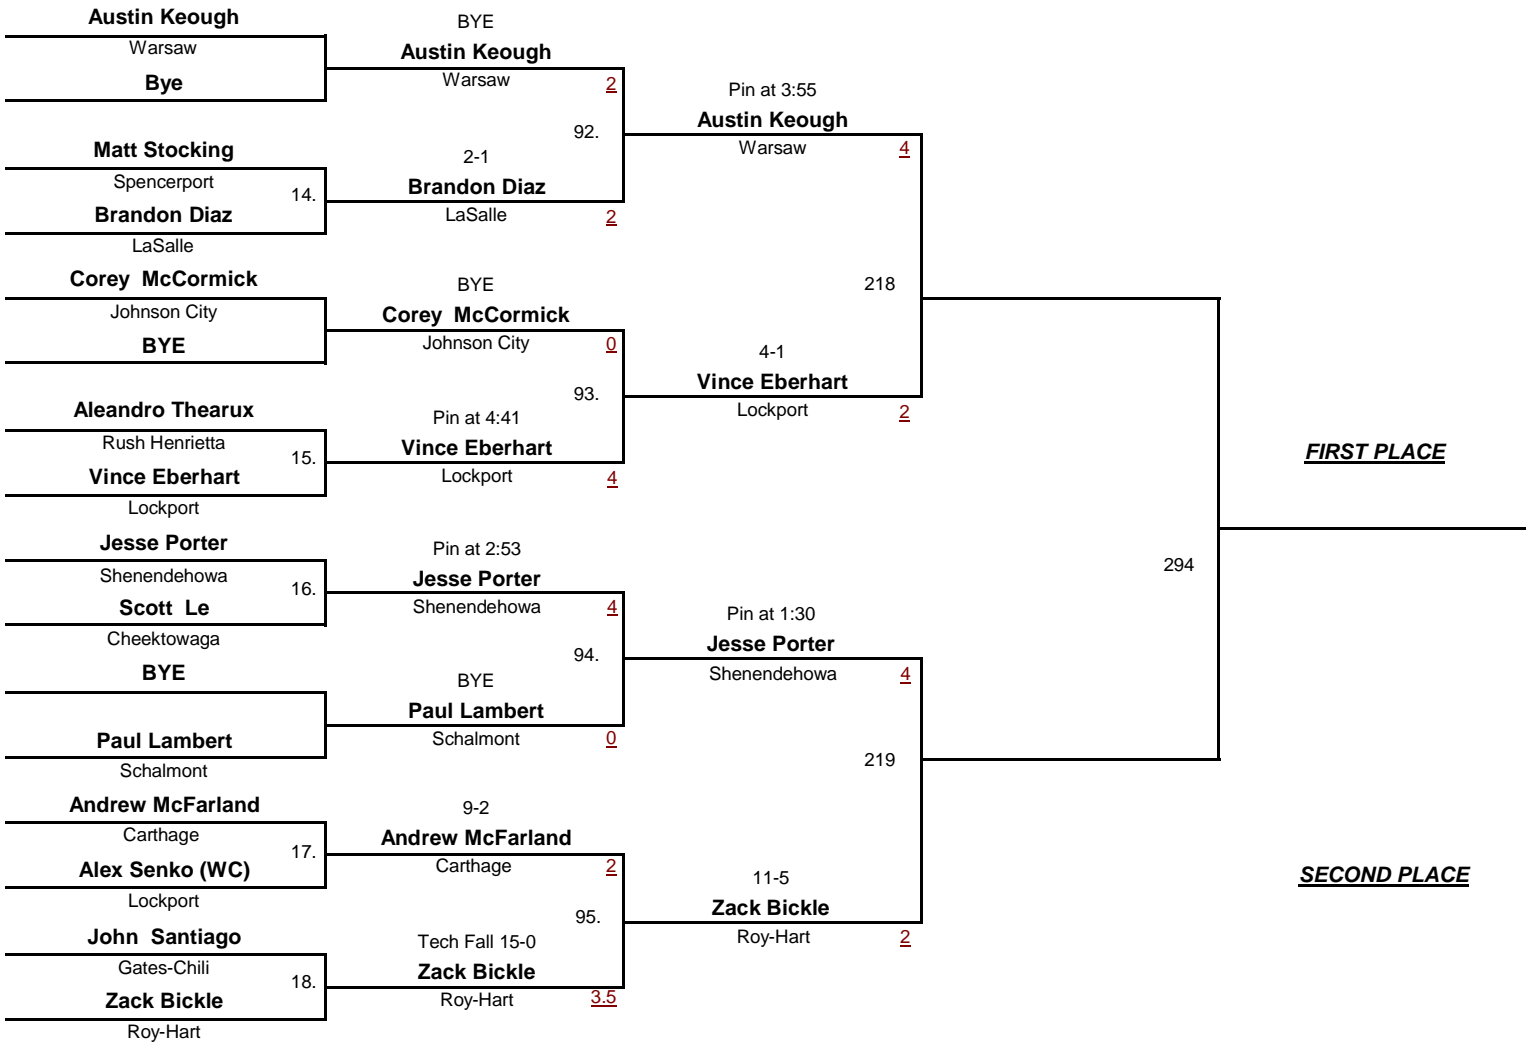 Austin Keough
Warsaw
Bye
Matt Stocking
Spencerport
14.
Brandon Diaz
LaSalle
Corey  McCormick
Johnson City
BYE
Aleandro Thearux
Rush Henrietta
15.
Vince Eberhart
Lockport
Jesse Porter
Shenendehowa
16.
Scott  Le
Cheektowaga
BYE
Paul Lambert
Schalmont
Andrew McFarland
Carthage
17.
Alex Senko (WC)
Lockport
John  Santiago
Gates-Chili
18.
Zack Bickle
Roy-Hart
BYE
Austin Keough
Warsaw
2
92.
2-1
Brandon Diaz
LaSalle
2
BYE
Corey  McCormick
Johnson City
0
93.
Pin at 4:41
Vince Eberhart
Lockport
4
Pin at 2:53
Jesse Porter
Shenendehowa
4
94.
BYE
Paul Lambert
Schalmont
0
9-2
Andrew McFarland
Carthage
2
95.
Tech Fall 15-0
Zack Bickle
Roy-Hart
3.5
Pin at 3:55
Austin Keough
Warsaw
4
218
4-1
Vince Eberhart
Lockport
2
Pin at 1:30
Jesse Porter
Shenendehowa
4
219
11-5
Zack Bickle
Roy-Hart
2
294
FIRST PLACE
SECOND PLACE